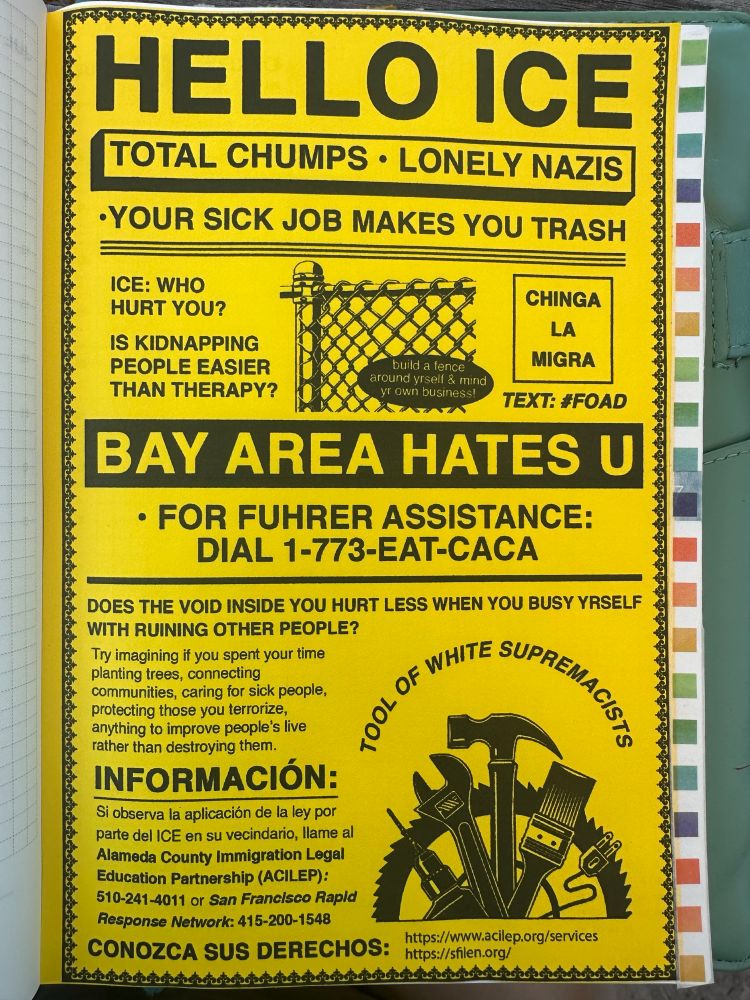 HELLO ICE
TOTAL CHUMPS • LONELY NAZIS
•YOUR SICK JOB MAKES YOU TRASH
ICE: WHO
HURT YOU?
IS KIDNAPPING
PEOPLE EASIER
THAN THERAPY?
build a fence
around yrself & mind
yr own business!
CHINGA
LA
MIGRA
TEXT: #FOAD
BAY AREA HATES U
• FOR FUHRER ASSISTANCE:
DIAL 1-773-EAT-CACA
DOES THE VOID INSIDE YOU HURT LESS WHEN YOU BUSY YRSELF
WITH RUINING OTHER PEOPLE?
Try imagining if you spent your time
planting trees, connecting
communities, caring for sick people,
protecting those you terrorize,
anything to improve people's live
rather than destroying them.
TOOL OF WHITE SUPREMACISTS
INFORMACIÓN:
Si observa la aplicación de la ley por
parte del ICE en su vecindario, llame al
Alameda County Immigration Legal
Education Partnership (ACILEP):
510-241-4011 or San Francisco Rapid
Response Network: 415-200-1548
CONOZCA SUS DERECHOS:
https://www.acilep.org/services
https://sfilen.org/
7